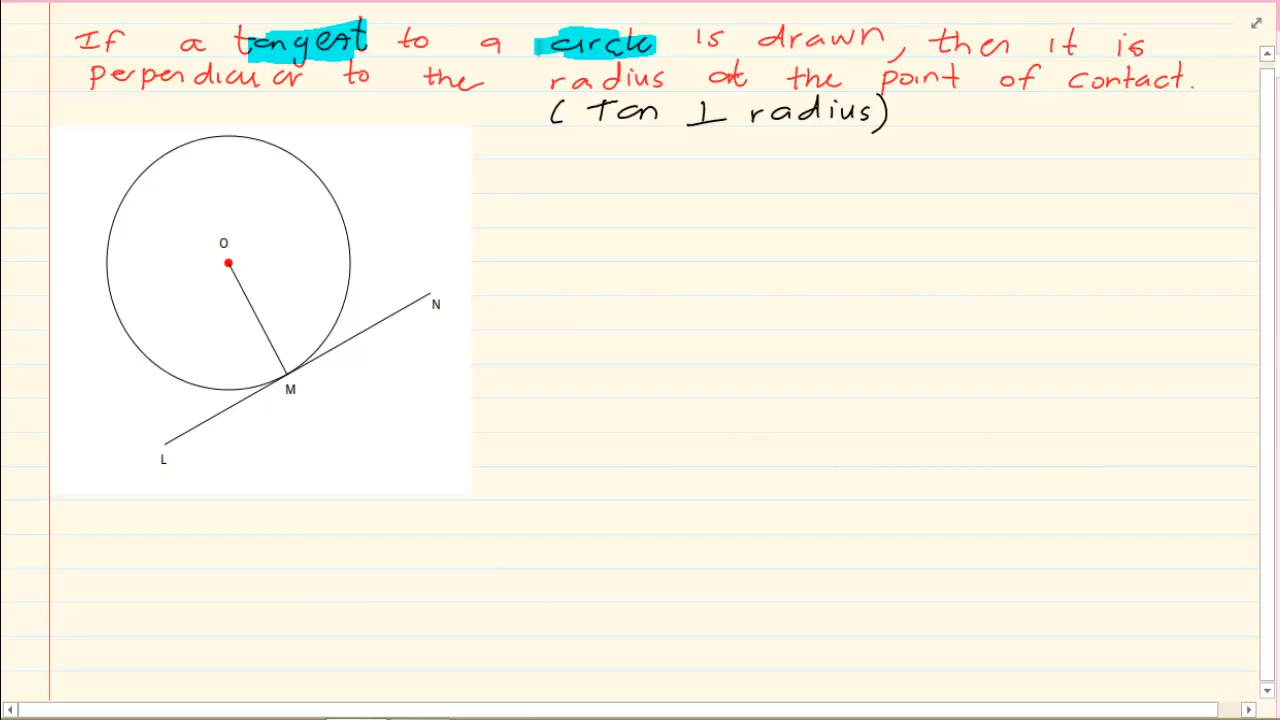 If a tangent to a circle is drawn, then it is
perpendicular to the radius at the point of contact.
(Tan ⊥ radius)
O
N
M
L